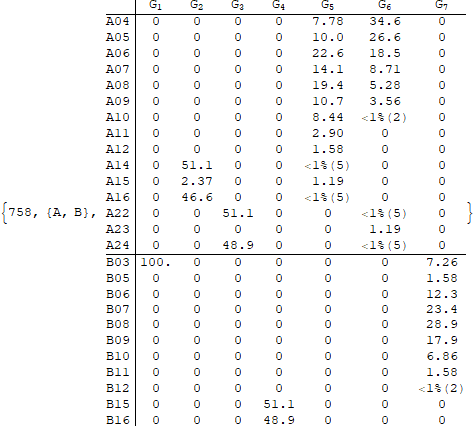 G₁ G₂ G₃ G₄ G₅ G₆ G₇
A04 0 0 0 0 7.78 34.6 0
A05 0 0 0 0 10.0 26.6 0
A06 0 0 0 0 22.6 18.5 0
A07 0 0 0 0 14.1 8.71 0
A08 0 0 0 0 19.4 5.28 0
A09 0 0 0 0 10.7 3.56 0
A10 0 0 0 0 8.44 <1%(2) 0
A11 0 0 0 0 2.90 0 0
A12 0 0 0 0 1.58 0 0
A14 0 51.1 0 0 <1%(5) 0 0
A15 0 2.37 0 0 1.19 0 0
A16 0 46.6 0 0 <1%(5) 0 0
{758, {A, B}, A22 0 0 51.1 0 0 <1%(5) 0 }
A23 0 0 0 0 0 1.19 0
A24 0 0 48.9 0 0 <1%(5) 0
B03 100. 0 0 0 0 0 7.26
B05 0 0 0 0 0 0 1.58
B06 0 0 0 0 0 0 12.3
B07 0 0 0 0 0 0 23.4
B08 0 0 0 0 0 0 28.9
B09 0 0 0 0 0 0 17.9
B10 0 0 0 0 0 0 6.86
B11 0 0 0 0 0 0 1.58
B12 0 0 0 0 0 0 <1%(2)
B15 0 0 0 51.1 0 0 0
B16 0 0 0 48.9 0 0 0